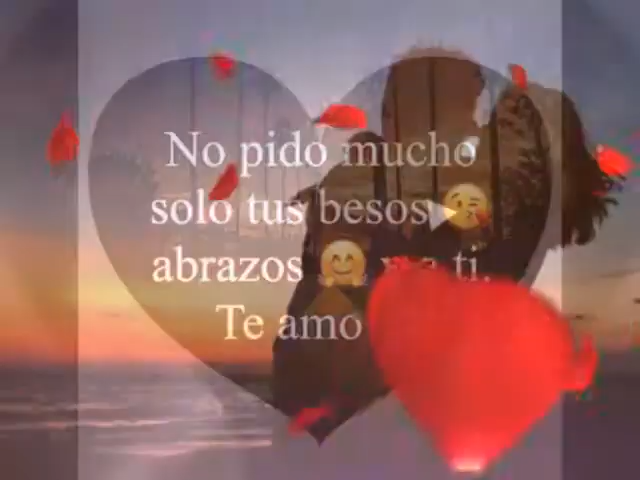 No pido mucho
solo tus besos 😘
abrazos 🤗 y a ti.
Te amo